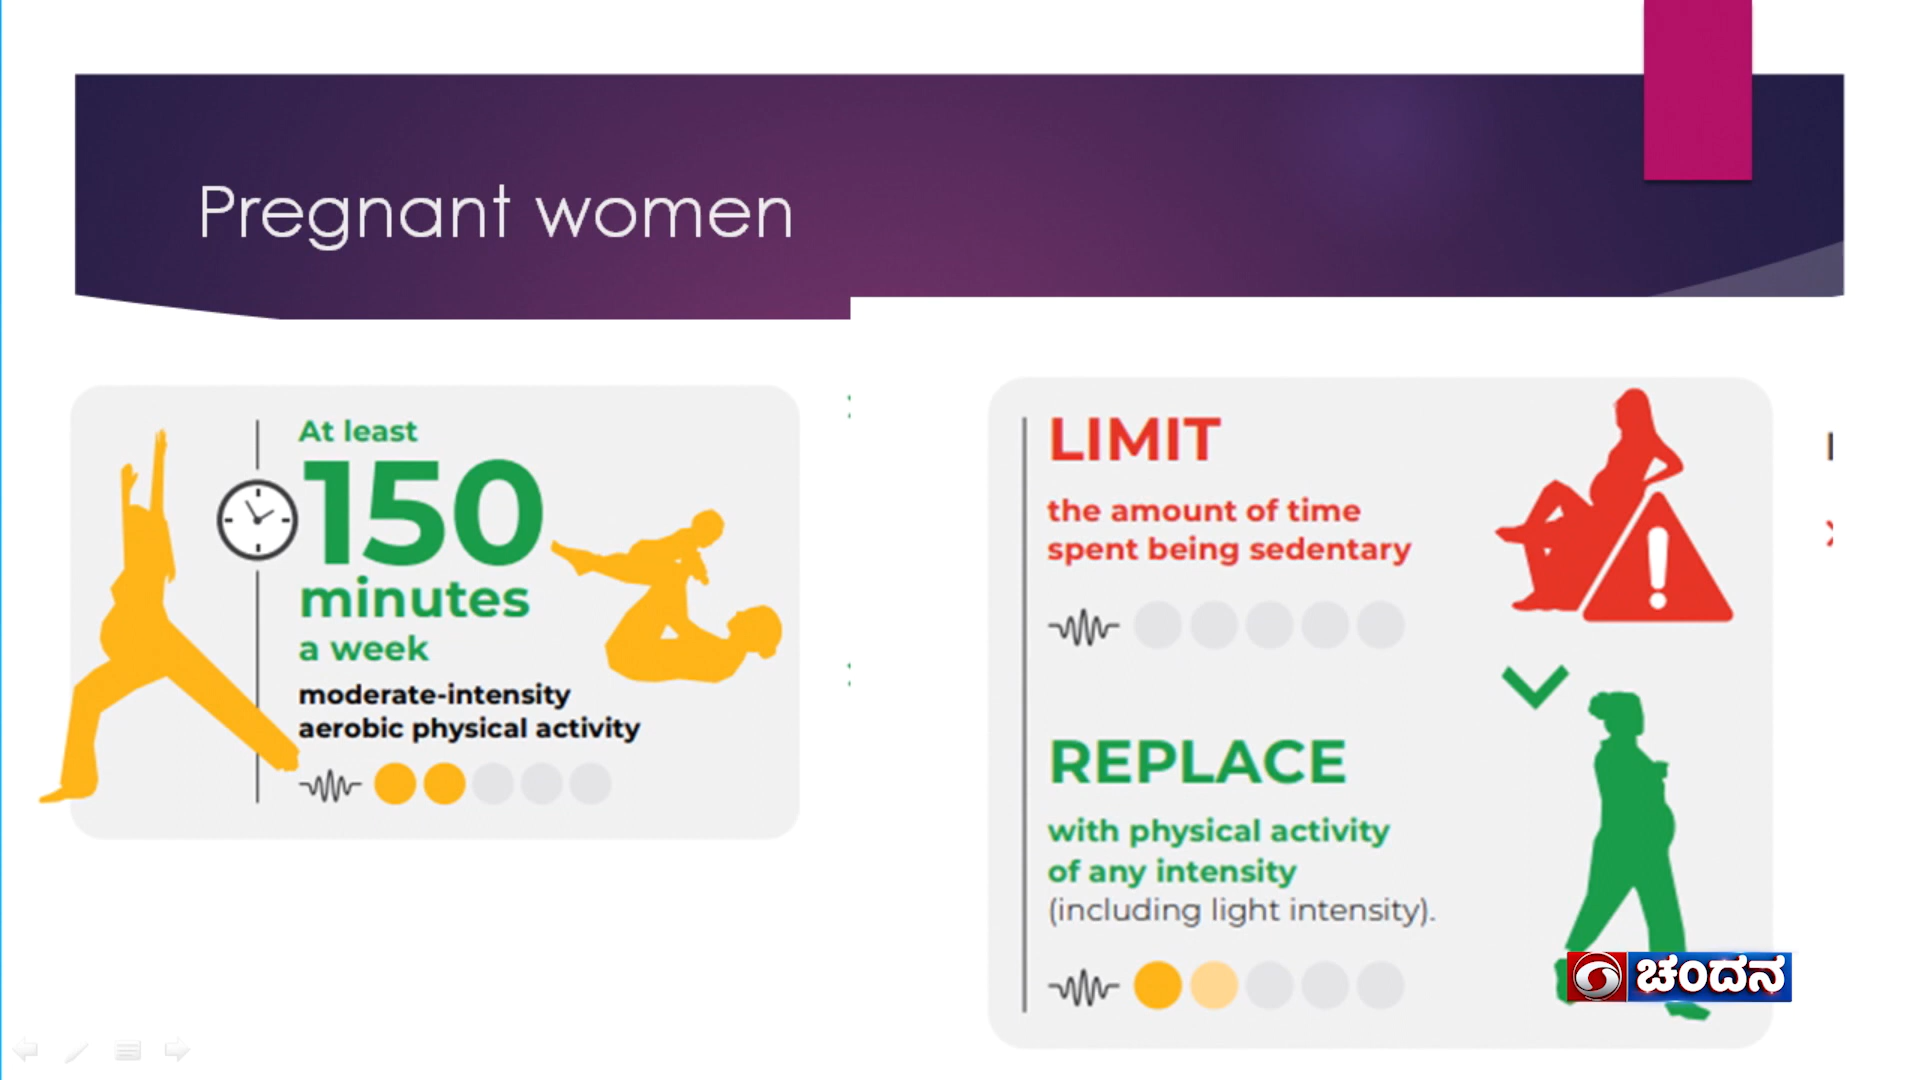 Pregnant women
At least
150
minutes
a week
moderate-intensity
aerobic physical activity
LIMIT
the amount of time
spent being sedentary
REPLACE
with physical activity
of any intensity
(including light intensity).
ಚಂದನ